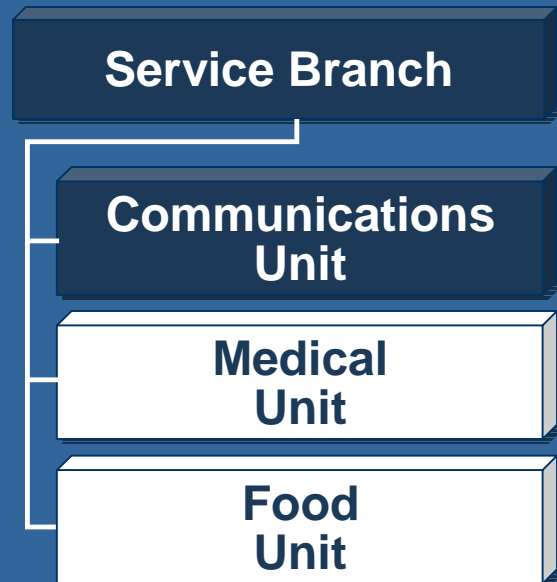 Service Branch
Communications
Unit
Medical
Unit
Food
Unit